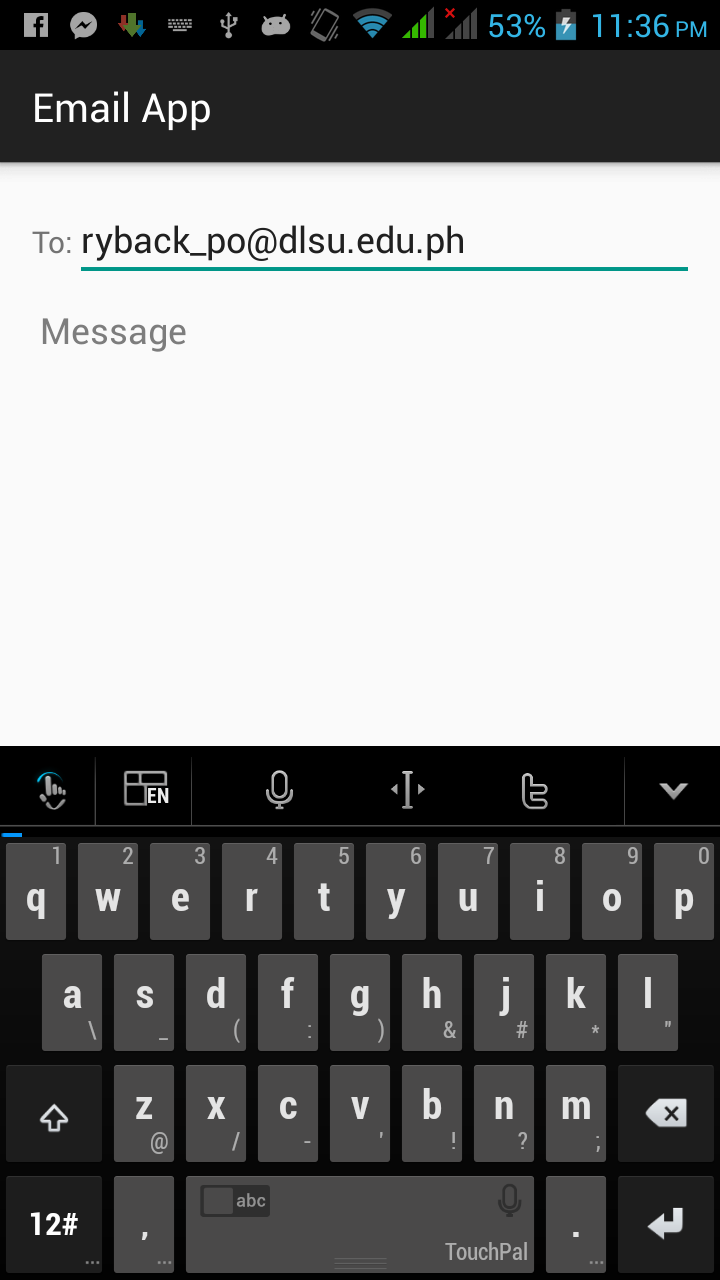 53% 11:36 PM
Email App
To: ryback_po@dlsu.edu.ph
Message
EN
1 2 3 4 5 6 7 8 9 0
q w e r t y u i o p
a s d f g h j k l
\ _ ( : ) & # * "
z x c v b n m
@ / - ' ! ? ;
abc
12# , .
... ... TouchPal ...